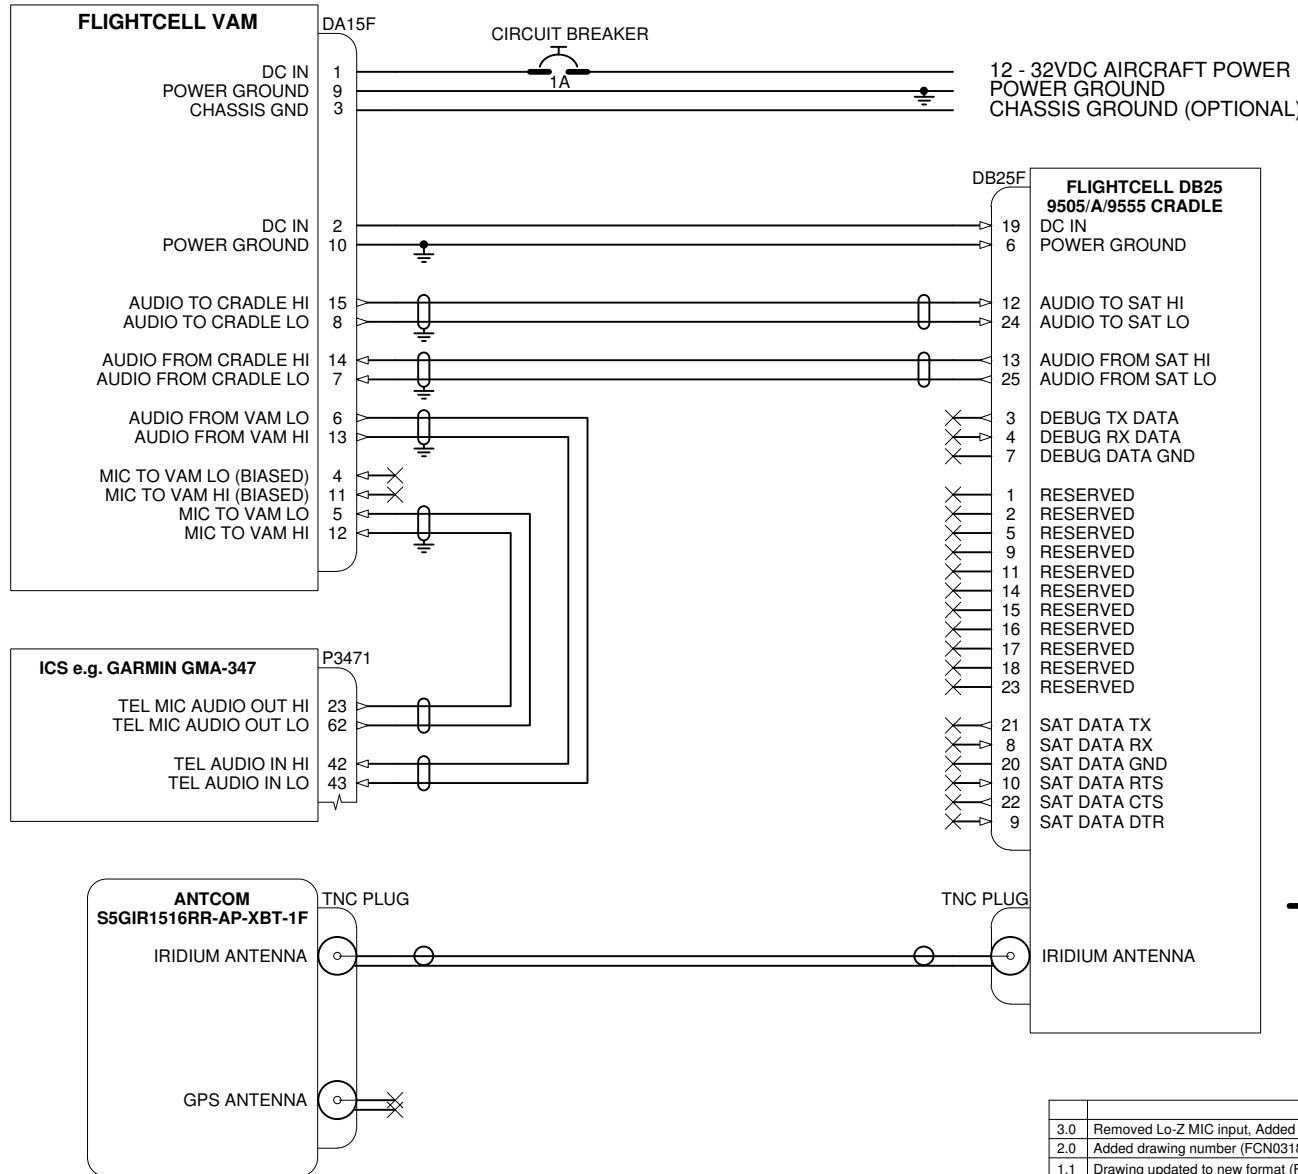 FLIGHTCELL VAM
DA15F
DC IN 1
POWER GROUND 9
CHASSIS GND 3
CIRCUIT BREAKER
1A
12 - 32VDC AIRCRAFT POWER
POWER GROUND
CHASSIS GROUND (OPTIONAL)
DC IN 2
POWER GROUND 10
AUDIO TO CRADLE HI 15
AUDIO TO CRADLE LO 8
AUDIO FROM CRADLE HI 14
AUDIO FROM CRADLE LO 7
AUDIO FROM VAM LO 6
AUDIO FROM VAM HI 13
MIC TO VAM LO (BIASED) 4
MIC TO VAM HI (BIASED) 11
MIC TO VAM LO 5
MIC TO VAM HI 12
DB25F
FLIGHTCELL DB25
9505/A/9555 CRADLE
19 DC IN
6 POWER GROUND
12 AUDIO TO SAT HI
24 AUDIO TO SAT LO
13 AUDIO FROM SAT HI
25 AUDIO FROM SAT LO
3 DEBUG TX DATA
4 DEBUG RX DATA
7 DEBUG DATA GND
1 RESERVED
2 RESERVED
5 RESERVED
9 RESERVED
11 RESERVED
14 RESERVED
15 RESERVED
16 RESERVED
17 RESERVED
18 RESERVED
23 RESERVED
21 SAT DATA TX
8 SAT DATA RX
20 SAT DATA GND
10 SAT DATA RTS
22 SAT DATA CTS
9 SAT DATA DTR
ICS e.g. GARMIN GMA-347
P3471
TEL MIC AUDIO OUT HI 23
TEL MIC AUDIO OUT LO 62
TEL AUDIO IN HI 42
TEL AUDIO IN LO 43
ANTCOM
S5GIR1516RR-AP-XBT-1F
TNC PLUG
IRIDIUM ANTENNA
GPS ANTENNA
TNC PLUG
IRIDIUM ANTENNA
3.0 Removed Lo-Z MIC input, Added
2.0 Added drawing number (FCN0318
1.1 Drawing updated to new format (F